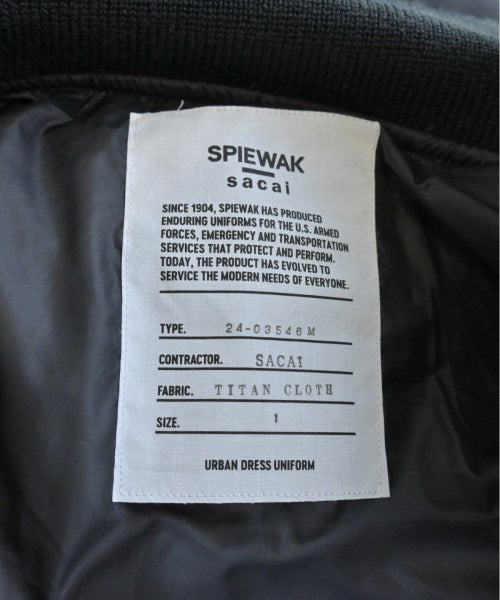 SPIEWAK
sacai
SINCE 1904, SPIEWAK HAS PRODUCED
ENDURING UNIFORMS FOR THE U.S. ARMED
FORCES, EMERGENCY AND TRANSPORTATION
SERVICES THAT PROTECT AND PERFORM.
TODAY, THE PRODUCT HAS EVOLVED TO
SERVICE THE MODERN NEEDS OF EVERYONE.
TYPE. 24-03546M
CONTRACTOR. SACAI
FABRIC. TITAN CLOTH
SIZE. 1
URBAN DRESS UNIFORM